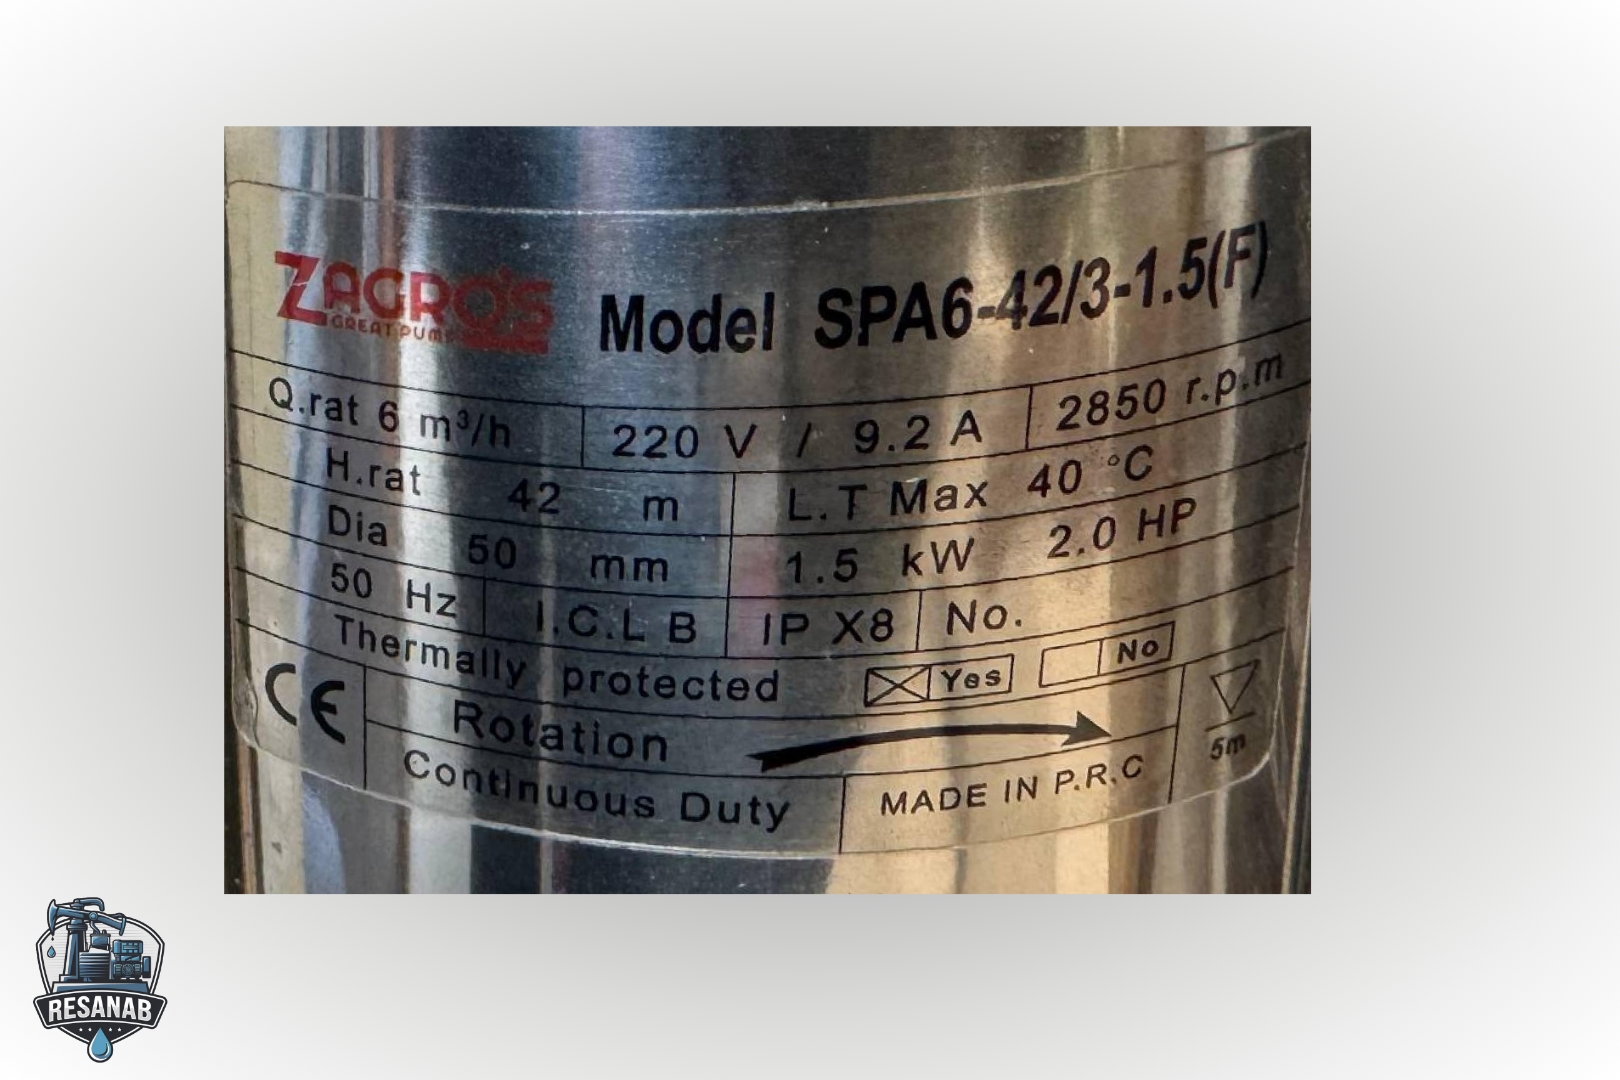 ZAGRO'S
GREAT PUMP
Model SPA6-42/3-1.5(F)
Q.rat 6 m³/h 220 V / 9.2 A 2850 r.p.m
H.rat 42 m L.T Max 40 °C
Dia 50 mm 1.5 kW 2.0 HP
50 Hz I.C.L B IP X8 No.
Thermally protected Yes No
CE Rotation 5m
Continuous Duty MADE IN P.R.C
RESANAB